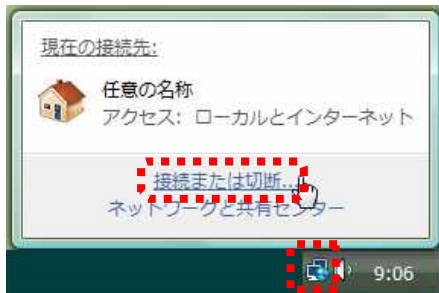 現在の接続先:
任意の名称
アクセス: ローカルとインターネット
接続または切断...
ネットワークと共有センター
9:06